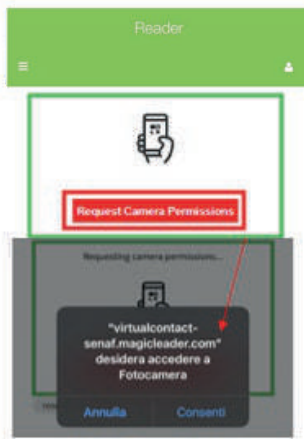 Reader
Request Camera Permissions
Requesting camera permissions...
"virtualcontact-
senaf.magicleader.com"
desidera accedere a
Fotocamera
Annulla
Consenti